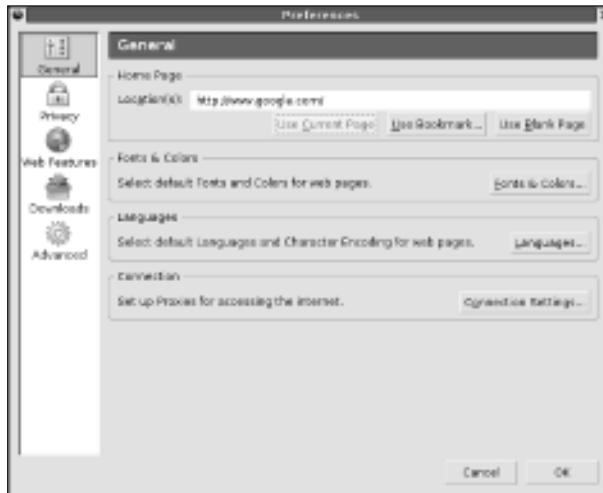 Preferences
General
Privacy
Web Features
Downloads
Advanced
General
Home Page
Location(s): http://www.google.com/
Use Current Page Use Bookmark... Use Blank Page
Fonts & Colors
Select default Fonts and Colors for web pages. Fonts & Colors...
Languages
Select default Languages and Character Encoding for web pages. Languages...
Connection
Set up Proxies for accessing the internet. Connection Settings...
Cancel OK